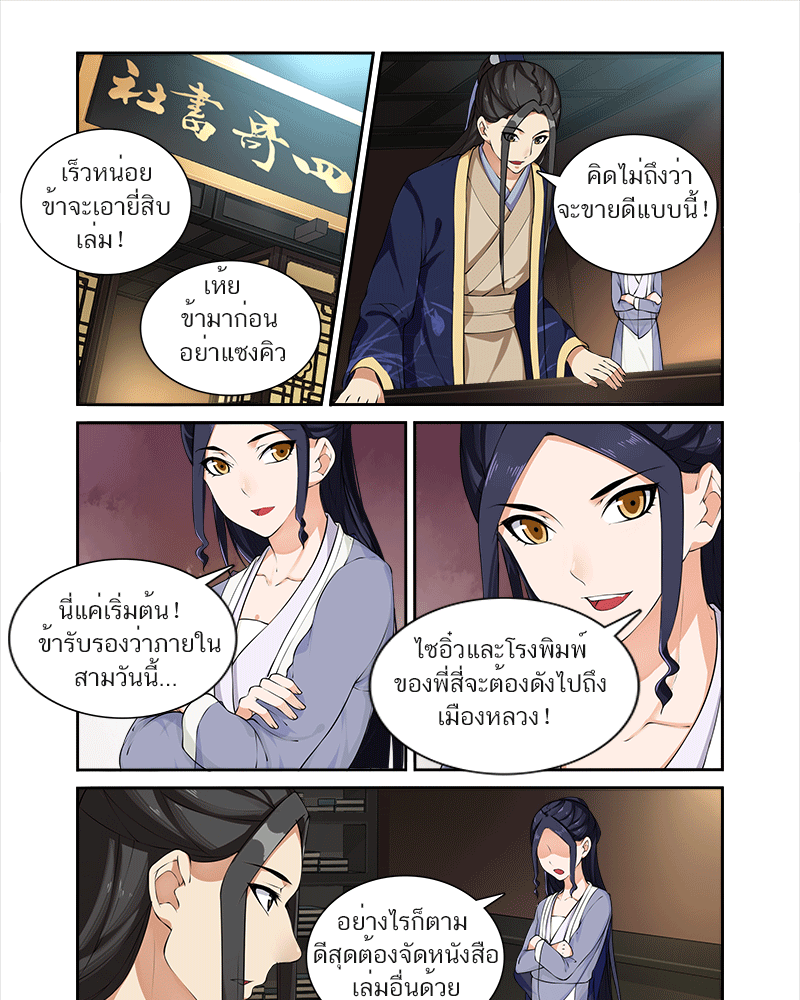 社書哥四
เร็วหน่อย
ข้าจะเอายี่สิบ
เล่ม!
เห้ย
ข้ามาก่อน
อย่าแซงคิว
คิดไม่ถึงว่า
จะขายดีแบบนี้!
นี่แค่เริ่มต้น!
ข้ารับรองว่าภายใน
สามวันนี้...
ไซอิ๋วและโรงพิมพ์
ของพี่สี่จะต้องดังไปถึง
เมืองหลวง!
อย่างไรก็ตาม
ดีสุดต้องจัดหนังสือ
เล่มอื่นด้วย